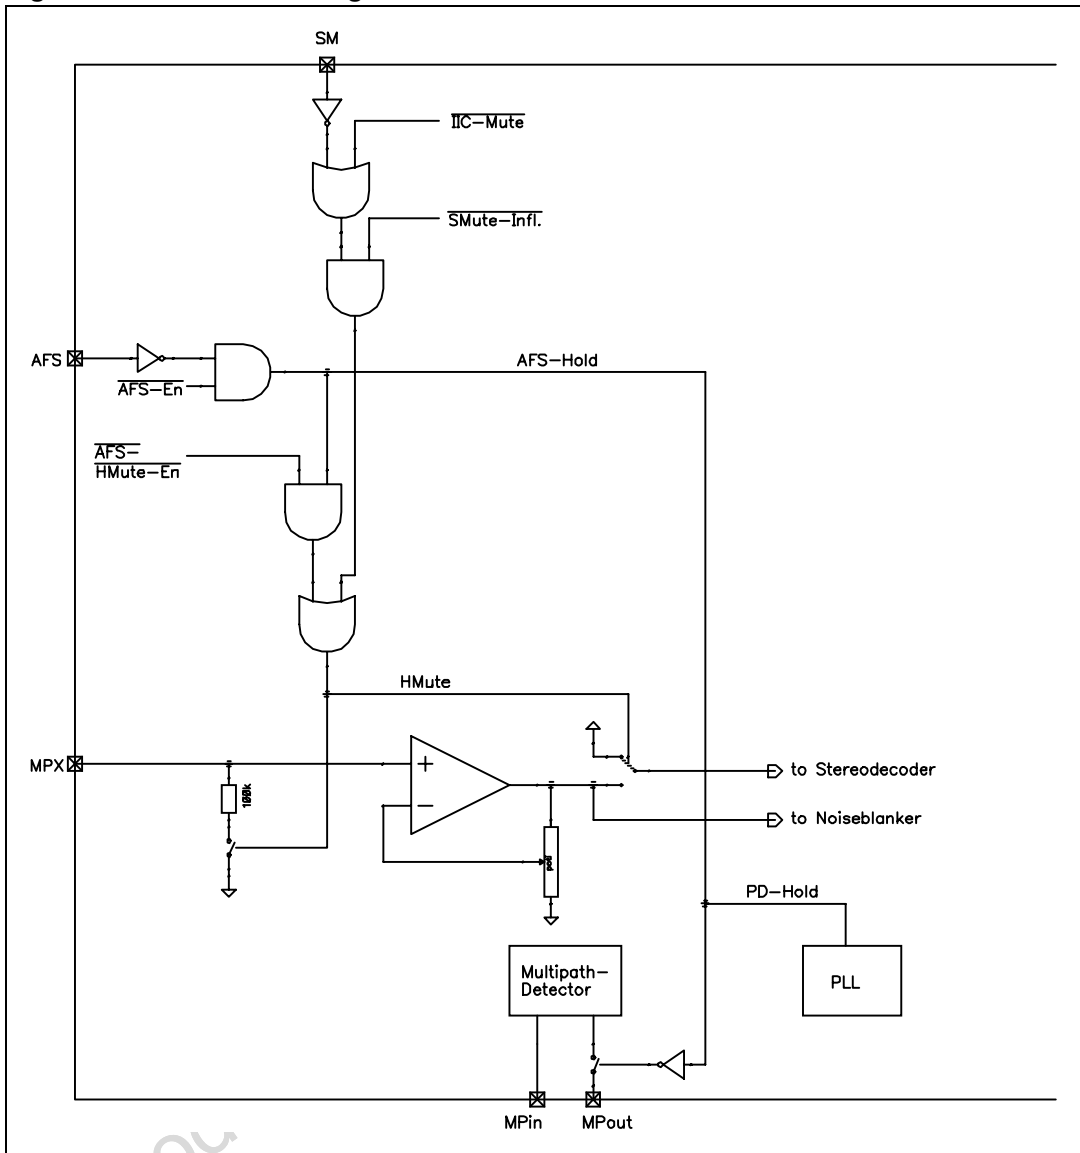 SM
IIC-Mute
SMute-Infl.
AFS
AFS-Hold
AFS-En
AFS-
HMute-En
HMute
MPX
100k
to Stereodecoder
to Noiseblanker
poti
PD-Hold
Multipath-
Detector
PLL
MPin
MPout